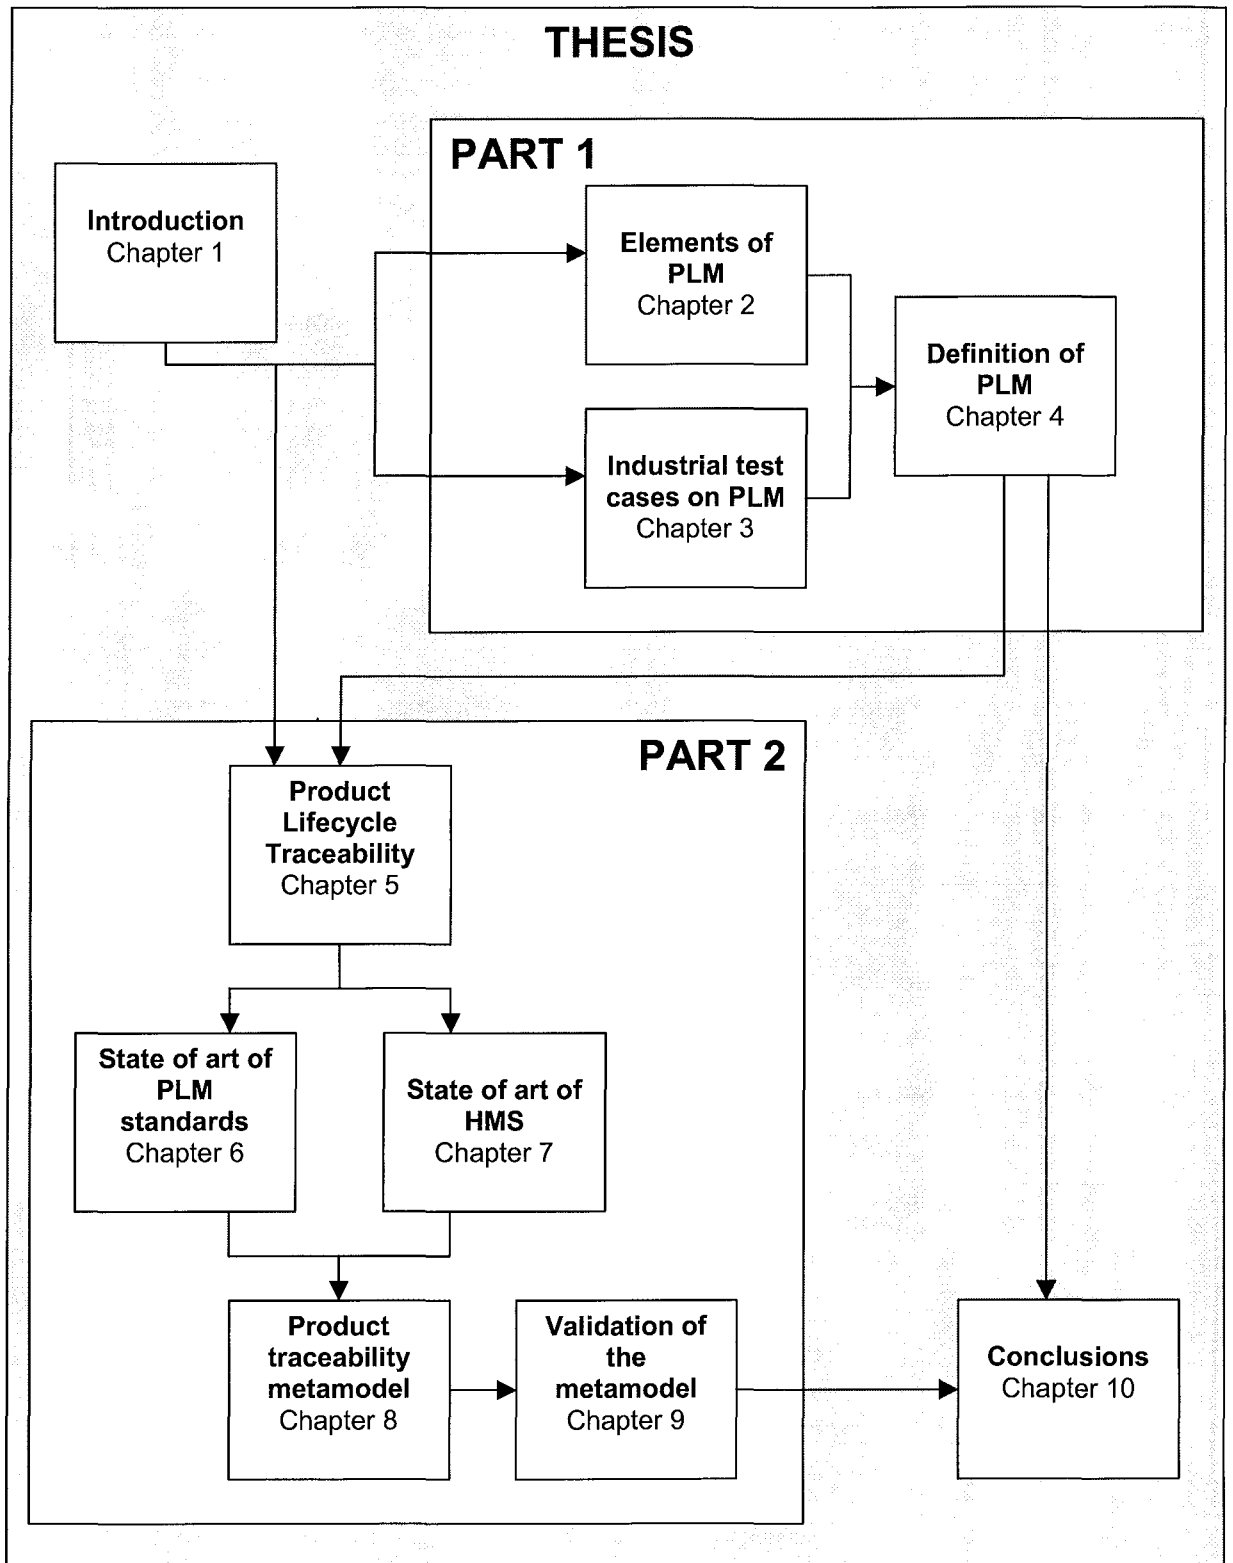 THESIS
PART 1
Introduction
Chapter 1
Elements of
PLM
Chapter 2
Industrial test
cases on PLM
Chapter 3
Definition of
PLM
Chapter 4
PART 2
Product
Lifecycle
Traceability
Chapter 5
State of art of
PLM
standards
Chapter 6
State of art of
HMS
Chapter 7
Product
traceability
metamodel
Chapter 8
Validation of
the
metamodel
Chapter 9
Conclusions
Chapter 10